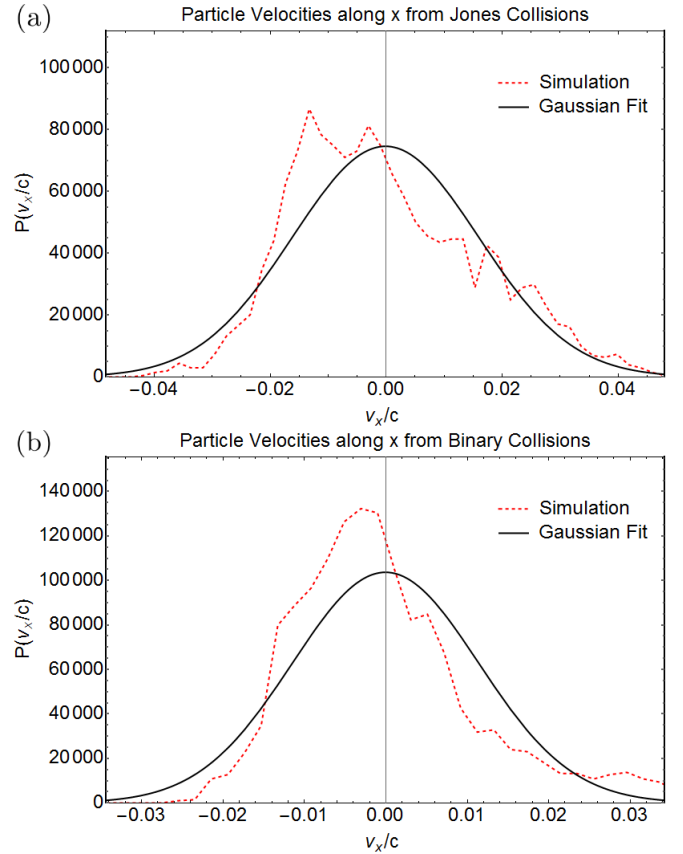 (a)
Particle Velocities along x from Jones Collisions
100 000
80 000
60 000
40 000
20 000
0
P(vₓ/c)
Simulation
Gaussian Fit
−0.04 −0.02 0.00 0.02 0.04
vₓ/c
(b)
Particle Velocities along x from Binary Collisions
140 000
120 000
100 000
80 000
60 000
40 000
20 000
0
P(vₓ/c)
Simulation
Gaussian Fit
−0.03 −0.02 −0.01 0.00 0.01 0.02 0.03
vₓ/c